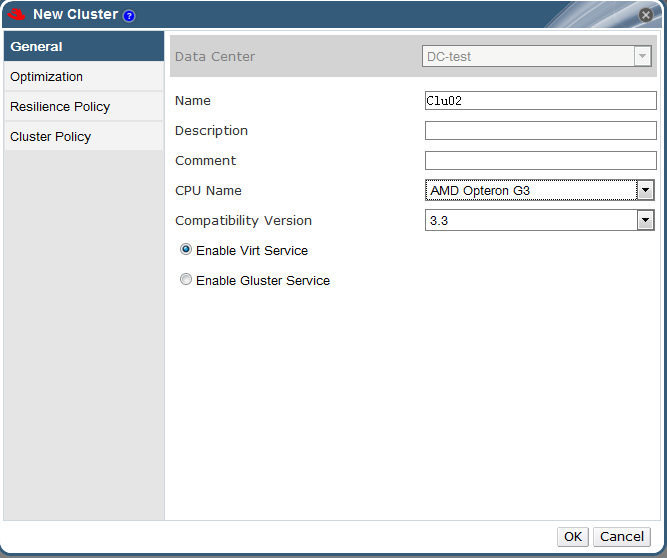 New Cluster ?
General
Optimization
Resilience Policy
Cluster Policy
Data Center DC-test
Name Clu02
Description
Comment
CPU Name AMD Opteron G3
Compatibility Version 3.3
Enable Virt Service
Enable Gluster Service
OK Cancel